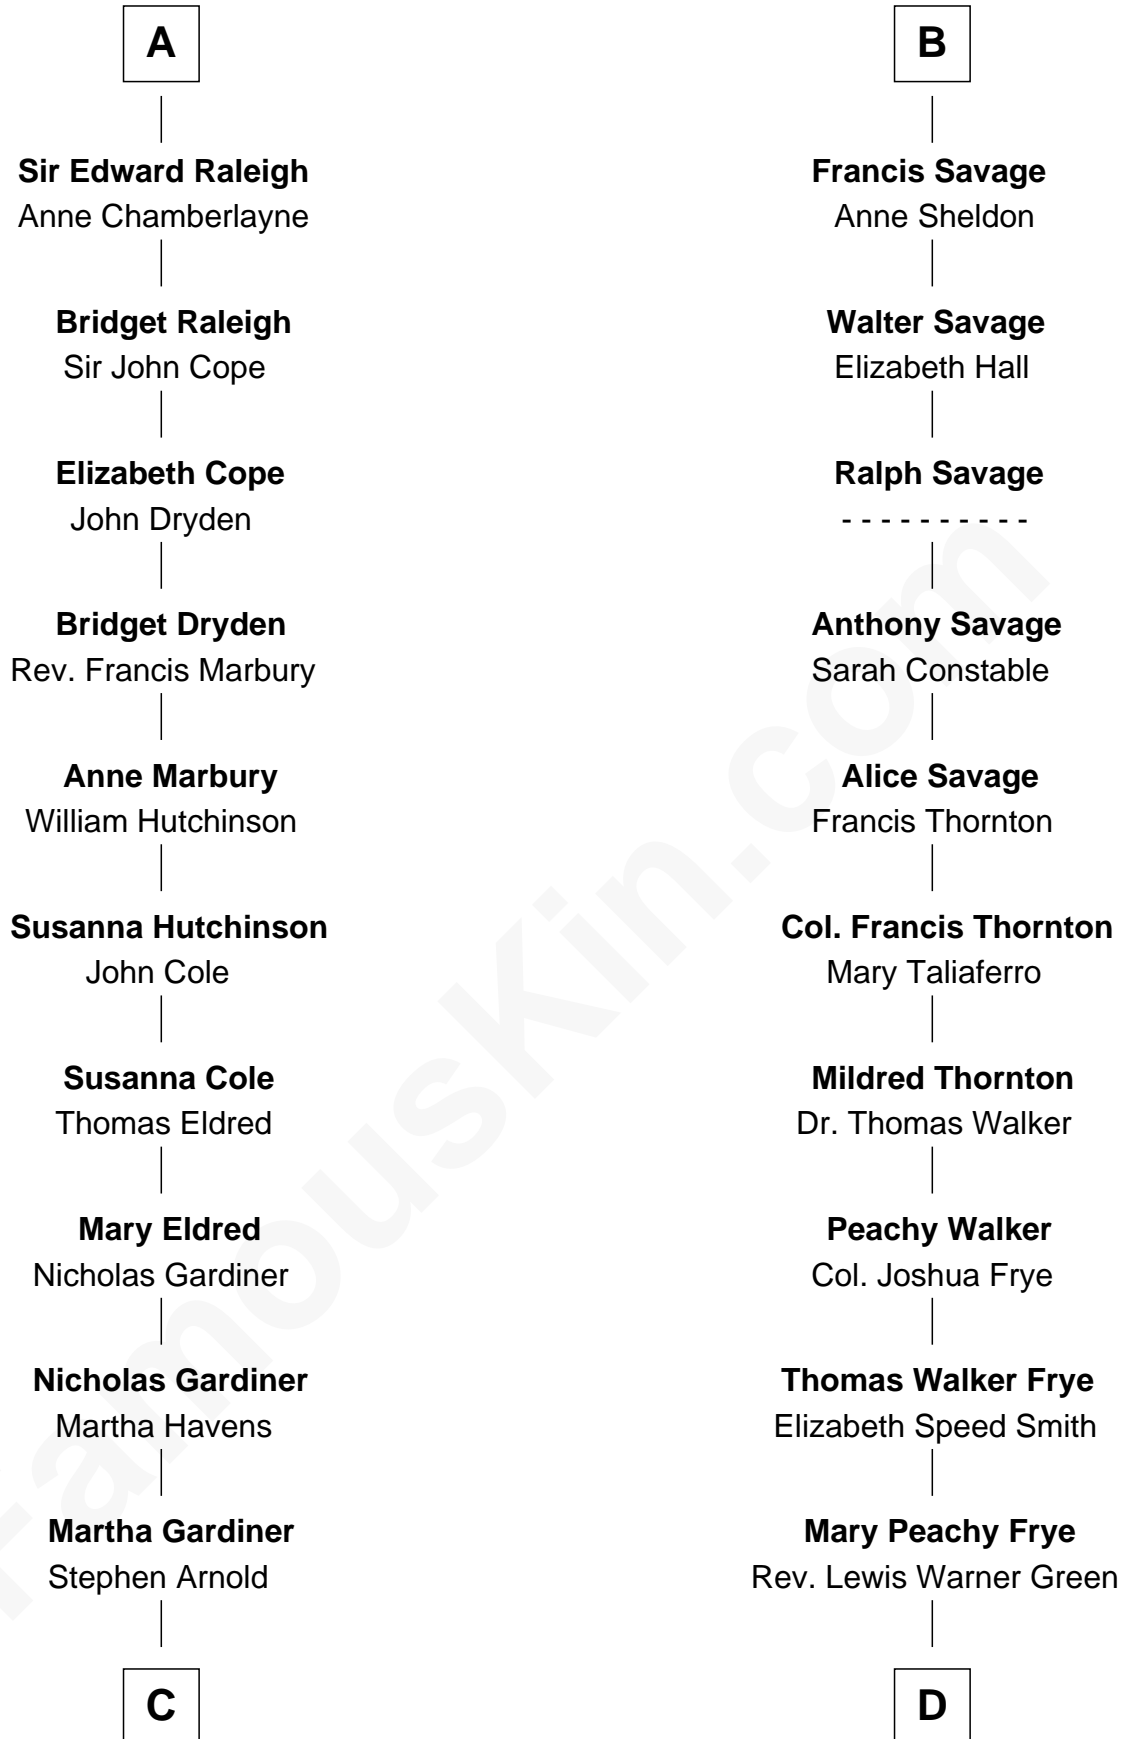 A
Sir Edward Raleigh
Anne Chamberlayne
Bridget Raleigh
Sir John Cope
Elizabeth Cope
John Dryden
Bridget Dryden
Rev. Francis Marbury
Anne Marbury
William Hutchinson
Susanna Hutchinson
John Cole
Susanna Cole
Thomas Eldred
Mary Eldred
Nicholas Gardiner
Nicholas Gardiner
Martha Havens
Martha Gardiner
Stephen Arnold
C
B
Francis Savage
Anne Sheldon
Walter Savage
Elizabeth Hall
Ralph Savage
- - - - - - - - - -
Anthony Savage
Sarah Constable
Alice Savage
Francis Thornton
Col. Francis Thornton
Mary Taliaferro
Mildred Thornton
Dr. Thomas Walker
Peachy Walker
Col. Joshua Frye
Thomas Walker Frye
Elizabeth Speed Smith
Mary Peachy Frye
Rev. Lewis Warner Green
D
FamousKin.com